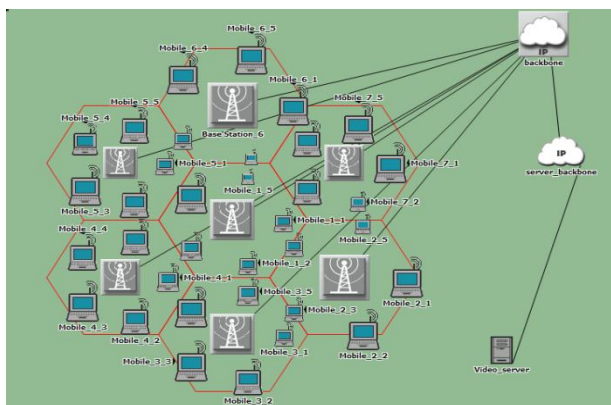 Mobile_6_5
Mobile_6_4
IP
backbone
Mobile_6_1
Mobile_5_5
Mobile_7_5
Mobile_5_4
Base Station_6
IP
server_backbone
Mobile_5_1
Mobile_7_1
Mobile_1_5
Mobile_7_2
Mobile_5_3
Mobile_1_1
Mobile_4_4
Mobile_2_5
Mobile_1_2
Mobile_4_1
Mobile_3_5
Mobile_2_1
Mobile_2_3
Mobile_4_3
Mobile_4_2
Mobile_3_1
Mobile_2_2
Mobile_3_3
Video_server
Mobile_3_2